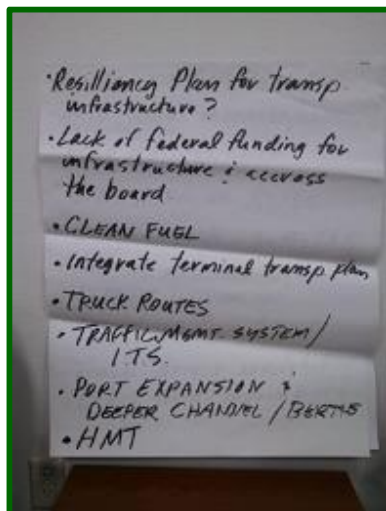 • Resilliancy Plan for transp
infrastructure?
• Lack of federal funding for
infrastructure & accross
the board
• CLEAN FUEL
• Integrate terminal transp plan
• TRUCK ROUTES
• TRAFFIC MGMT SYSTEM /
ITS.
• PORT EXPANSION &
DEEPER CHANNEL / BERTHS
• HMT